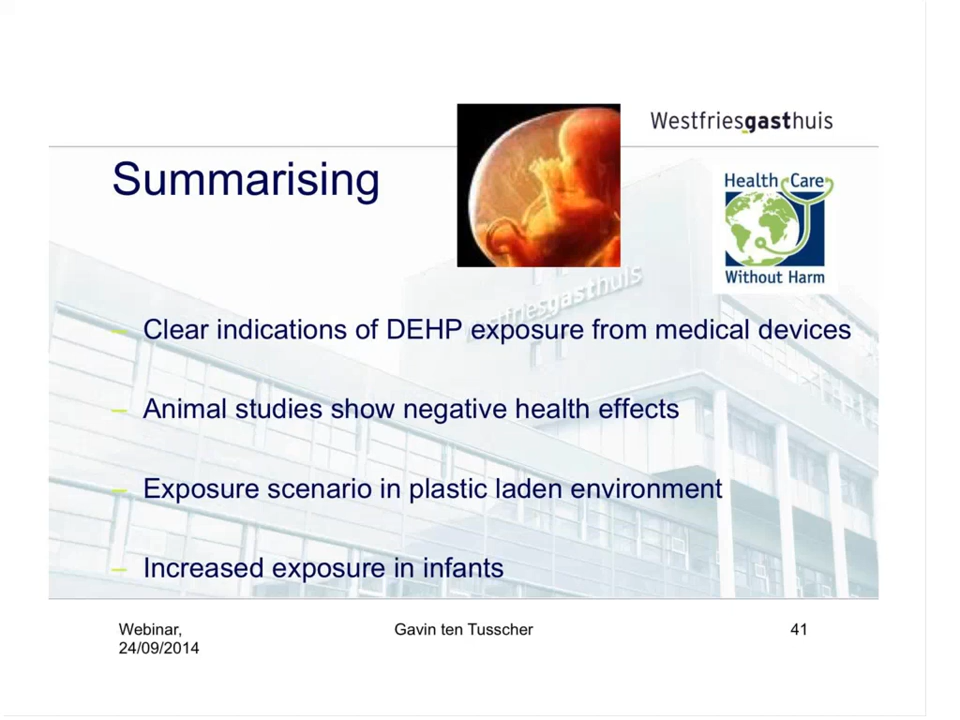 Westfriesgasthuis
Summarising
Health Care
Without Harm
westfriesgasthuis
– Clear indications of DEHP exposure from medical devices
– Animal studies show negative health effects
– Exposure scenario in plastic laden environment
– Increased exposure in infants
Webinar,
24/09/2014
Gavin ten Tusscher
41